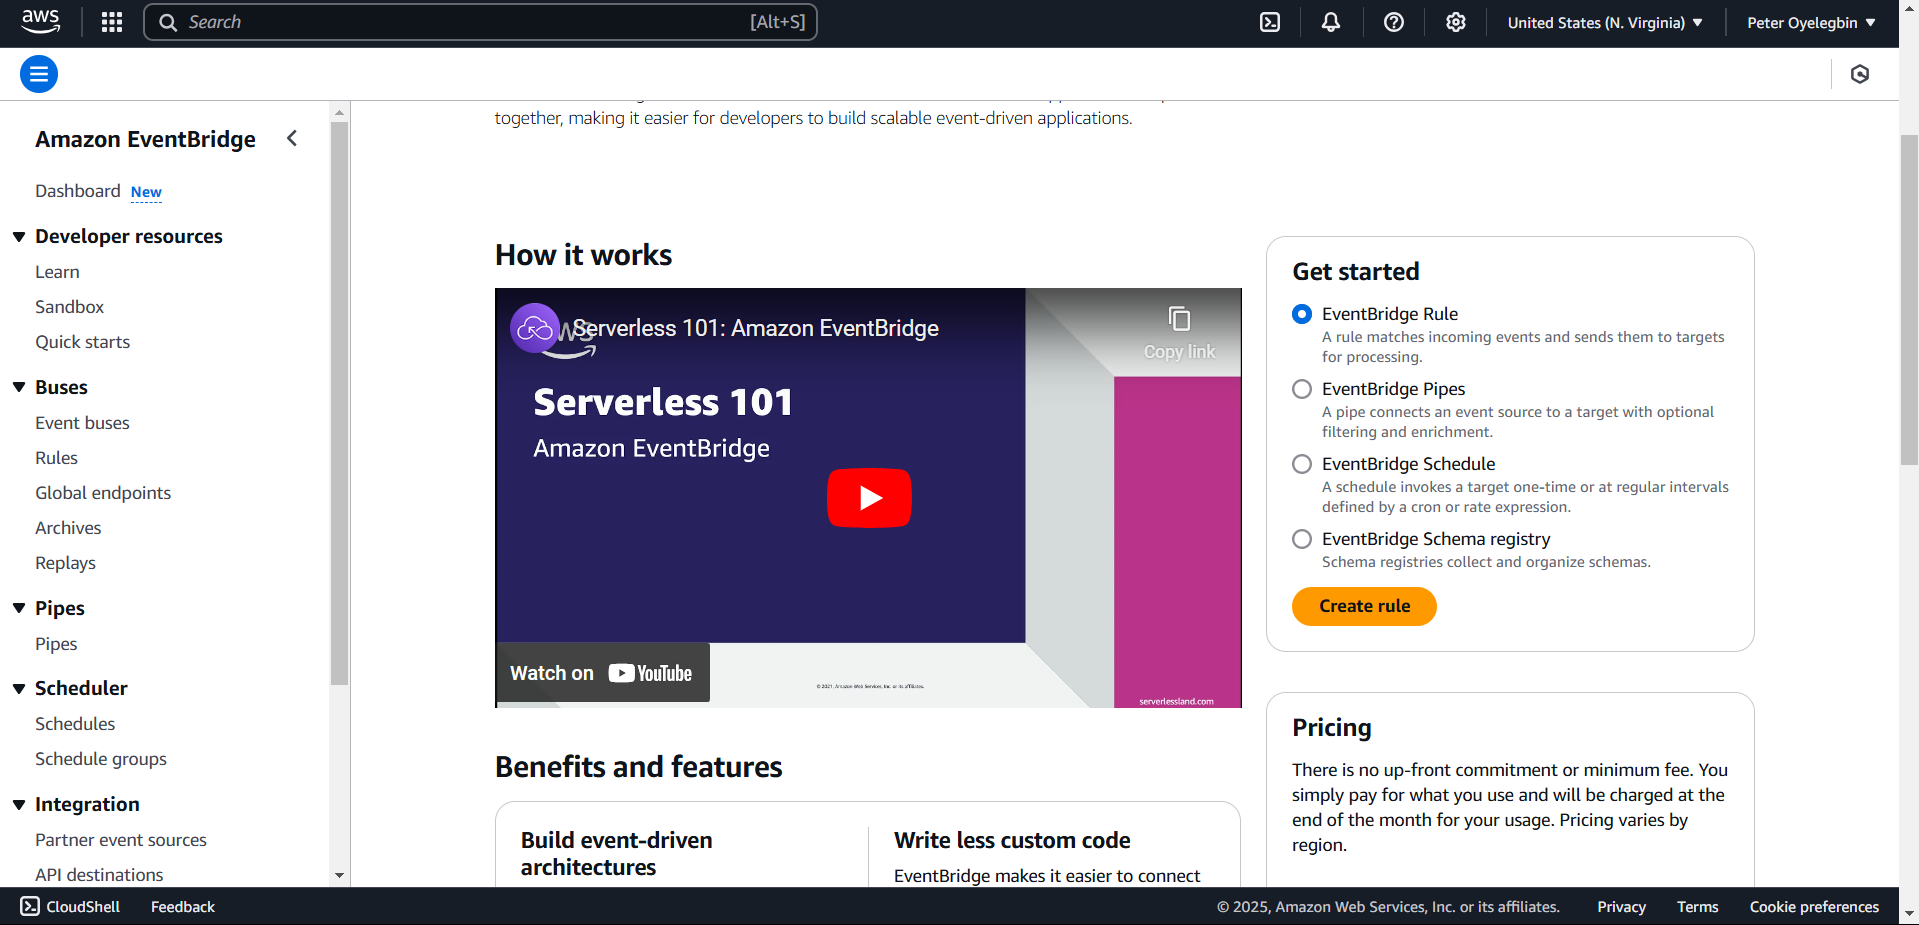 aws
Search
[Alt+S]
United States (N. Virginia)
Peter Oyelegbin
Amazon EventBridge
Dashboard New
Developer resources
Learn
Sandbox
Quick starts
Buses
Event buses
Rules
Global endpoints
Archives
Replays
Pipes
Pipes
Scheduler
Schedules
Schedule groups
Integration
Partner event sources
API destinations
together, making it easier for developers to build scalable event-driven applications.
How it works
aws
Serverless 101: Amazon EventBridge
Copy link
Serverless 101
Amazon EventBridge
Watch on YouTube
© 2021, Amazon Web Services, Inc. or its affiliates.
serverlessland.com
Benefits and features
Build event-driven
architectures
Write less custom code
EventBridge makes it easier to connect
Get started
EventBridge Rule
A rule matches incoming events and sends them to targets
for processing.
EventBridge Pipes
A pipe connects an event source to a target with optional
filtering and enrichment.
EventBridge Schedule
A schedule invokes a target one-time or at regular intervals
defined by a cron or rate expression.
EventBridge Schema registry
Schema registries collect and organize schemas.
Create rule
Pricing
There is no up-front commitment or minimum fee. You
simply pay for what you use and will be charged at the
end of the month for your usage. Pricing varies by
region.
CloudShell
Feedback
© 2025, Amazon Web Services, Inc. or its affiliates.
Privacy
Terms
Cookie preferences